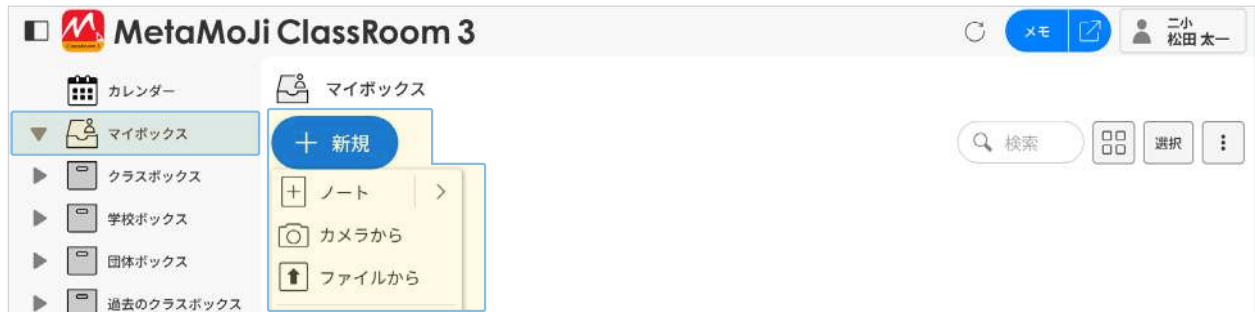 MetaMoJi ClassRoom 3
メモ
二小
松田 太一
カレンダー
マイボックス
クラスボックス
学校ボックス
団体ボックス
過去のクラスボックス
マイボックス
新規
検索
選択
ノート
カメラから
ファイルから